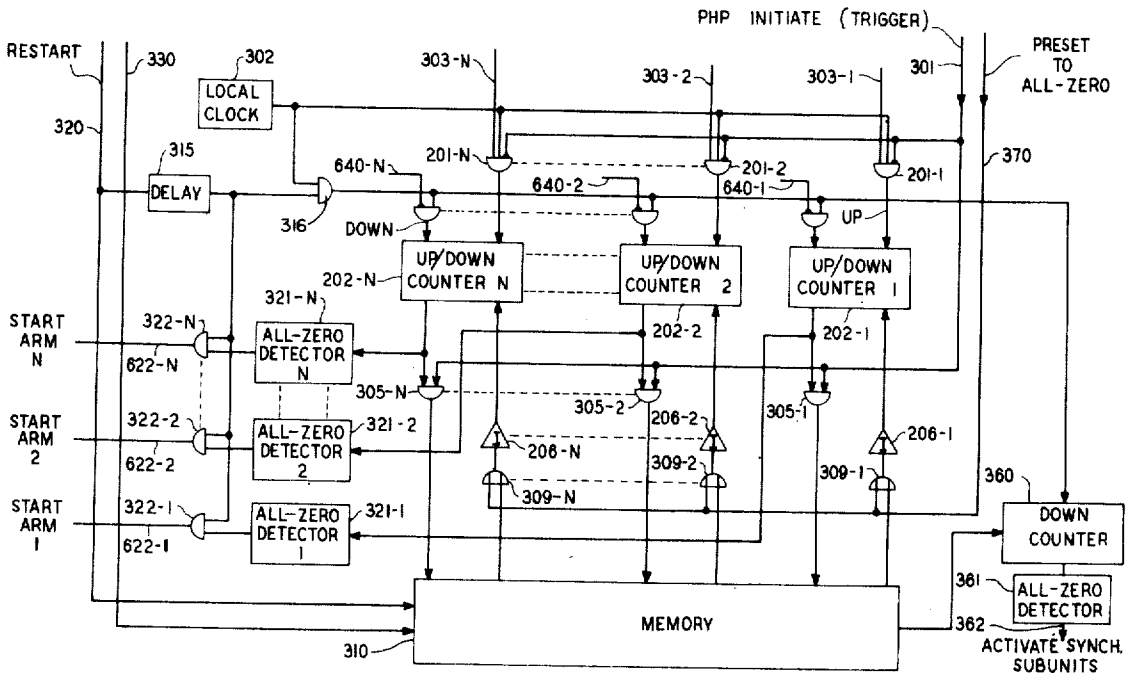 PHP INITIATE (TRIGGER)
RESTART
330
302
303-N
303-2
303-1
301
PRESET
TO
ALL-ZERO
LOCAL
CLOCK
320
315
201-N
201-2
201-1
370
640-N
640-2
640-1
DELAY
316
DOWN
UP
UP/DOWN
COUNTER N
UP/DOWN
COUNTER 2
UP/DOWN
COUNTER 1
202-N
202-2
202-1
START
ARM
N
322-N
622-N
321-N
ALL-ZERO
DETECTOR
N
305-N
305-2
305-1
START
ARM
2
322-2
622-2
ALL-ZERO
DETECTOR
2
321-2
206-N
206-2
206-1
309-N
309-2
309-1
START
ARM
1
322-1
622-1
ALL-ZERO
DETECTOR
1
321-1
360
DOWN
COUNTER
361
ALL-ZERO
DETECTOR
362
ACTIVATE SYNCH.
SUBUNITS
MEMORY
310